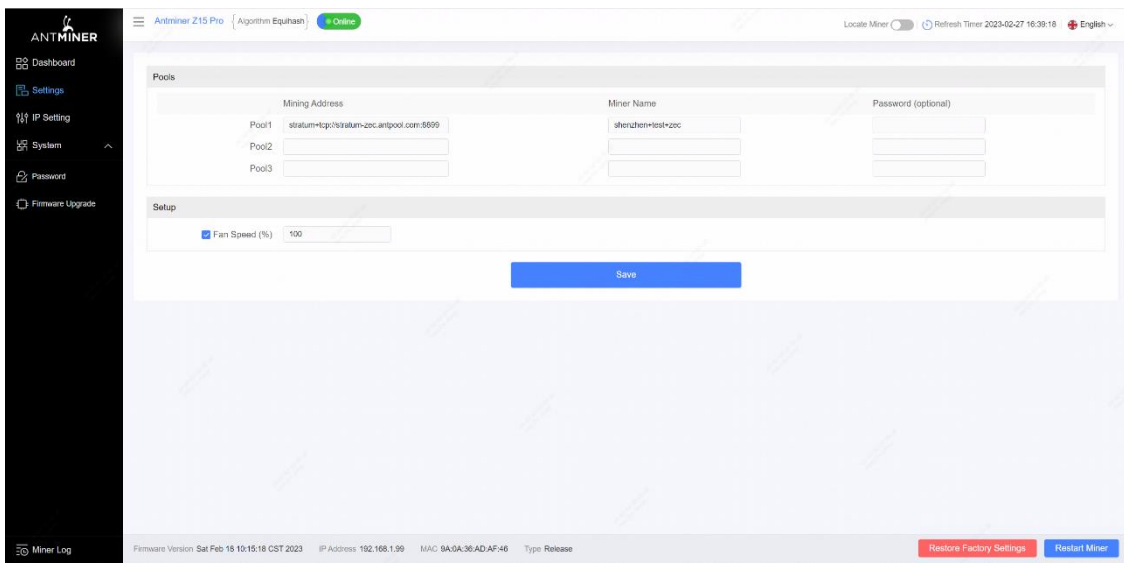 ANTMINER
Antminer Z15 Pro { Algorithm Equihash } Online
Locate Miner Refresh Timer 2023-02-27 16:39:18 English
Dashboard
Settings
IP Setting
System
Password
Firmware Upgrade
Pools
Mining Address Miner Name Password (optional)
Pool1 stratum+tcp://stratum-zec.antpool.com:8899 shenzhen+test+zec
Pool2
Pool3
Setup
Fan Speed (%) 100
Save
Miner Log
Firmware Version Sat Feb 18 10:15:18 CST 2023 IP Address 192.168.1.99 MAC 9A:0A:36:AD:AF:46 Type Release
Restore Factory Settings Restart Miner